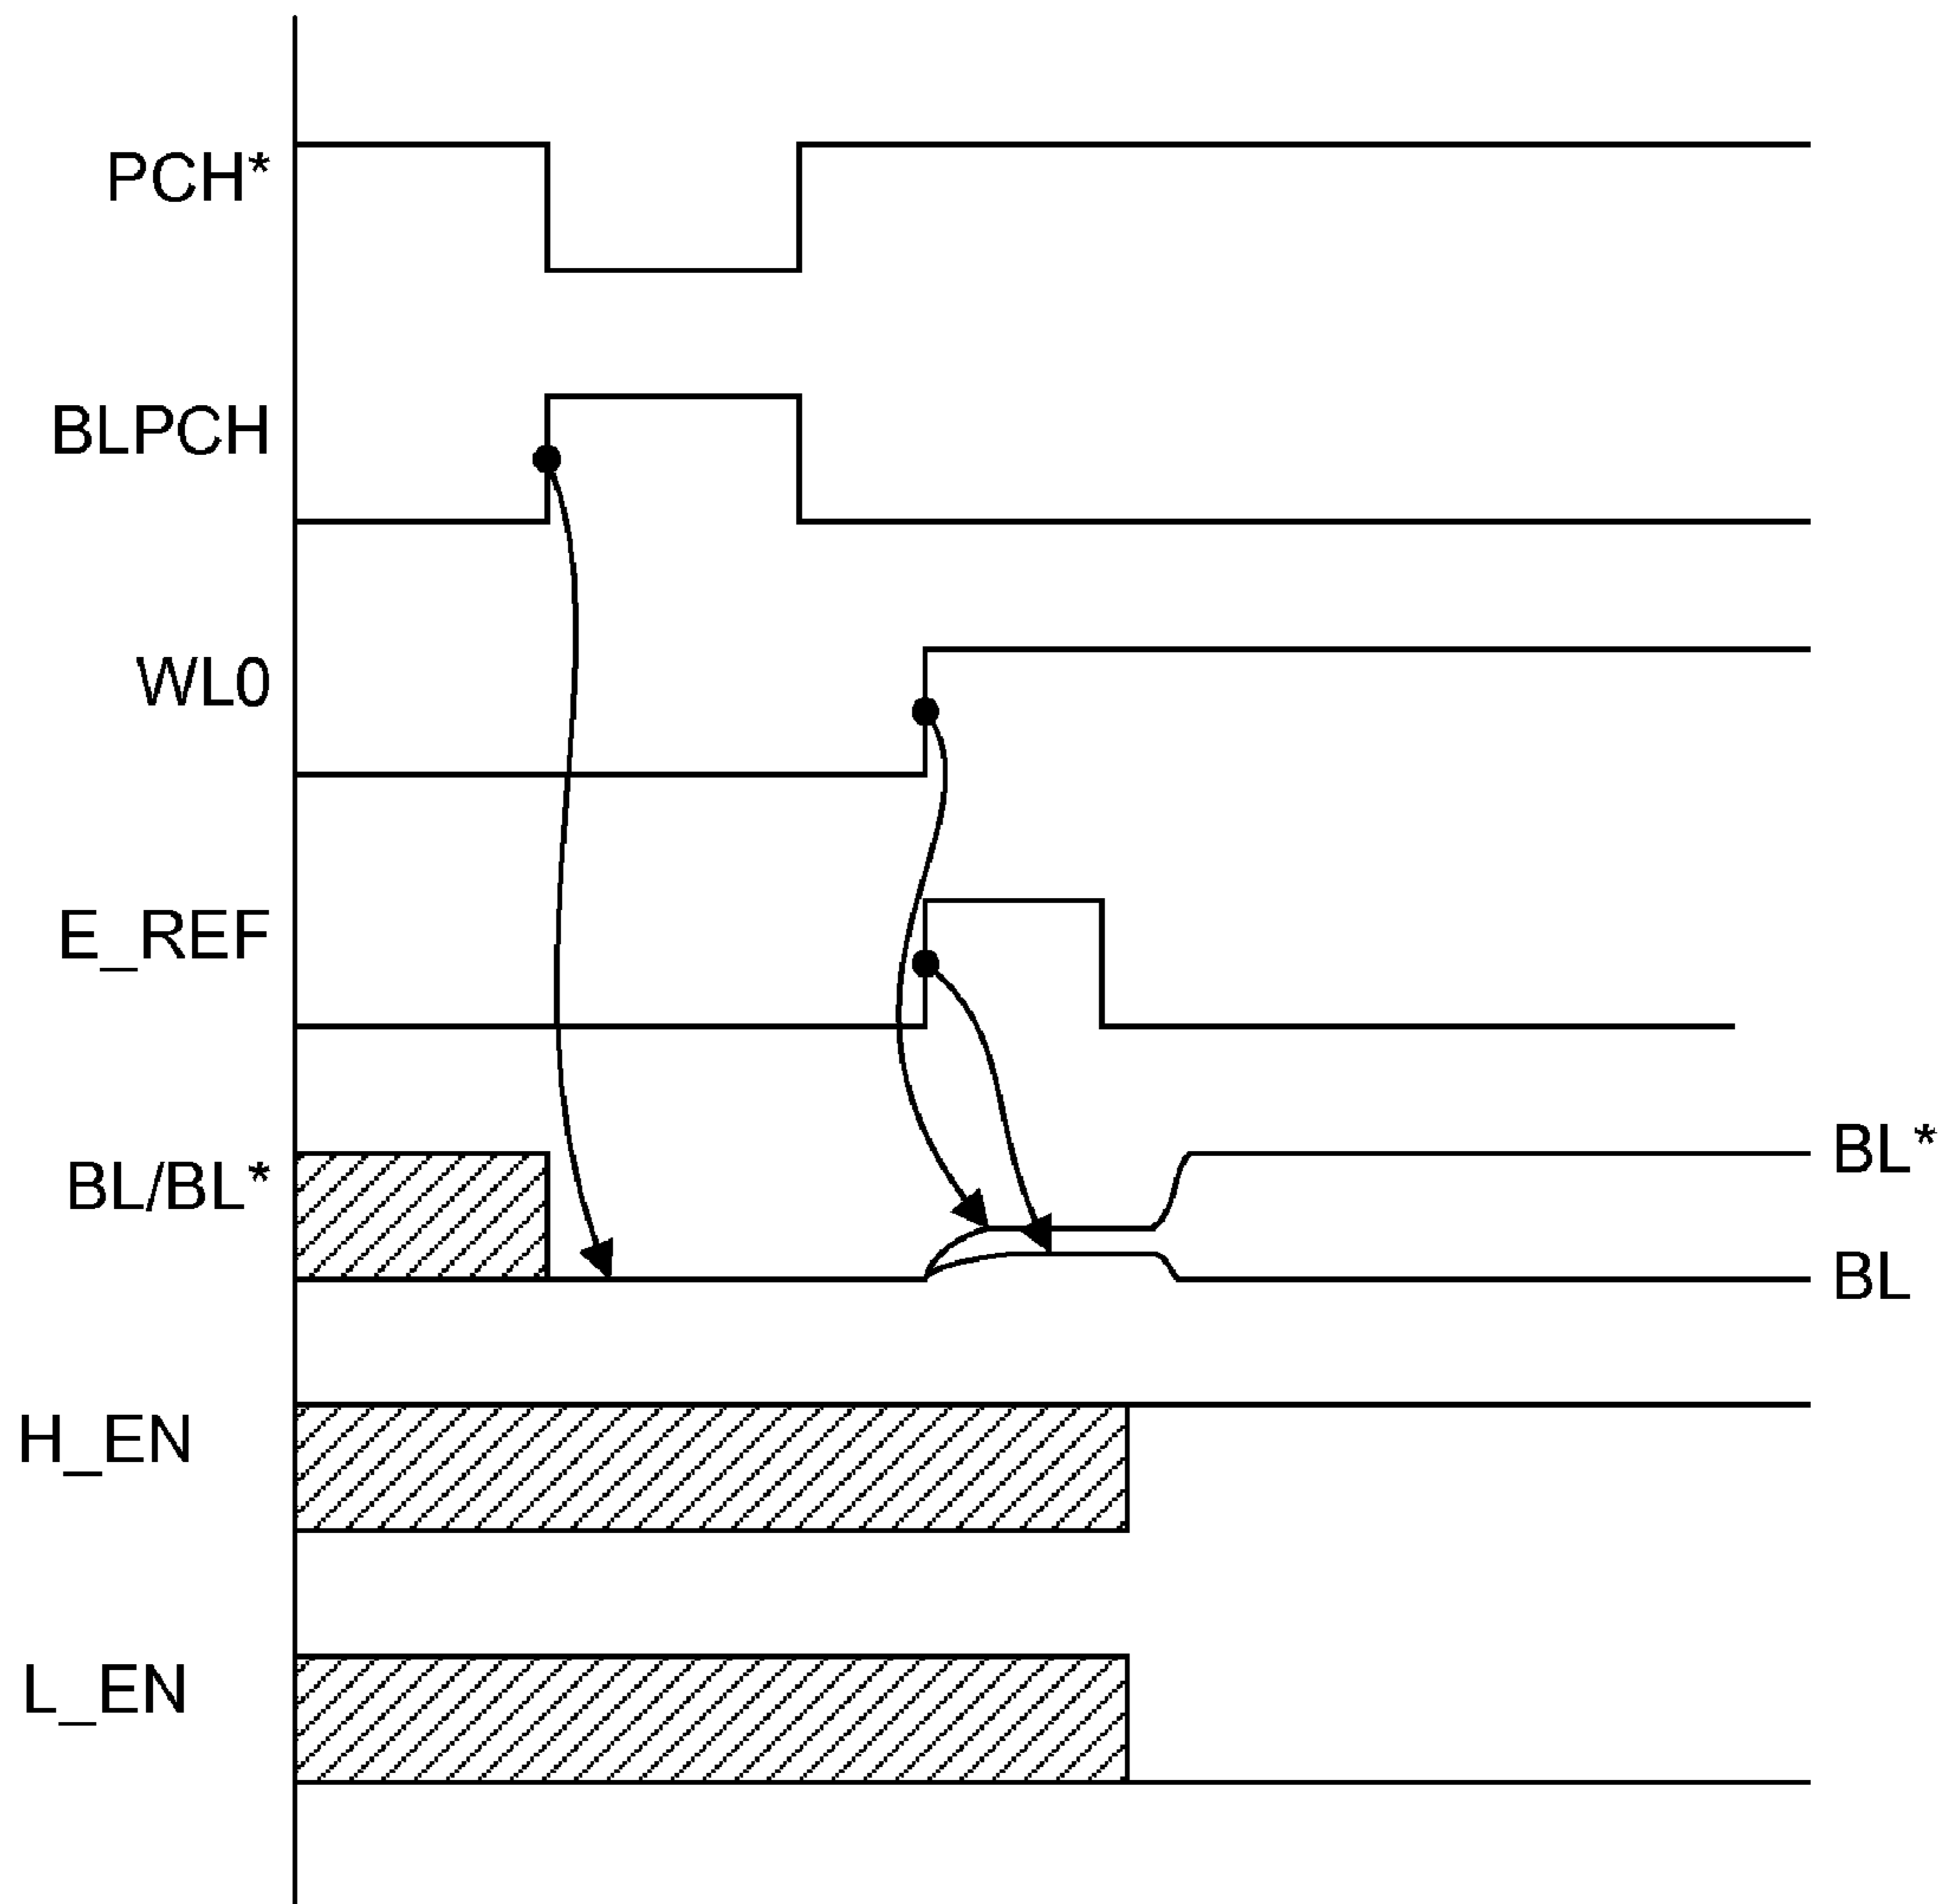 PCH*
BLPCH
WL0
E_REF
BL/BL*
BL*
BL
H_EN
L_EN